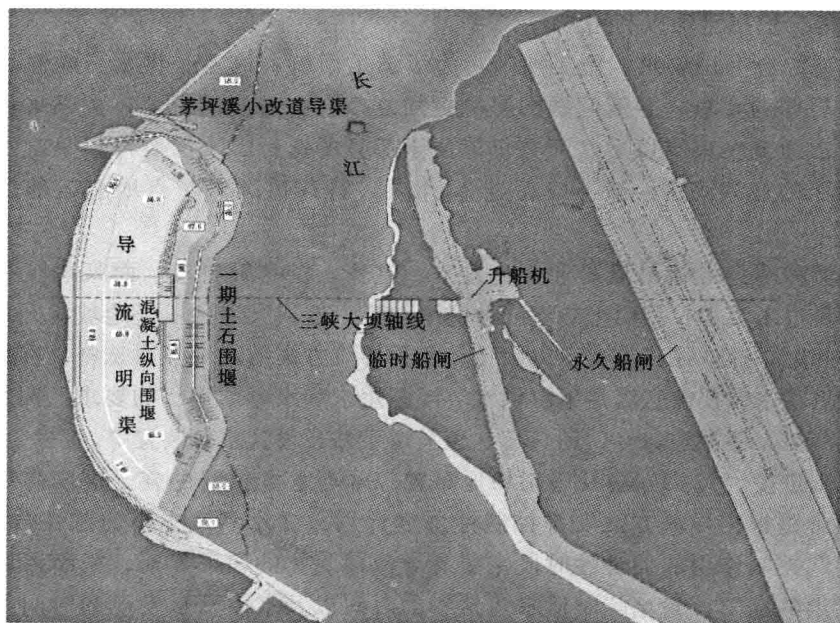 茅坪溪小改道导渠
长江
导流明渠
混凝土纵向围堰
一期土石围堰
升船机
三峡大坝轴线
临时船闸
永久船闸